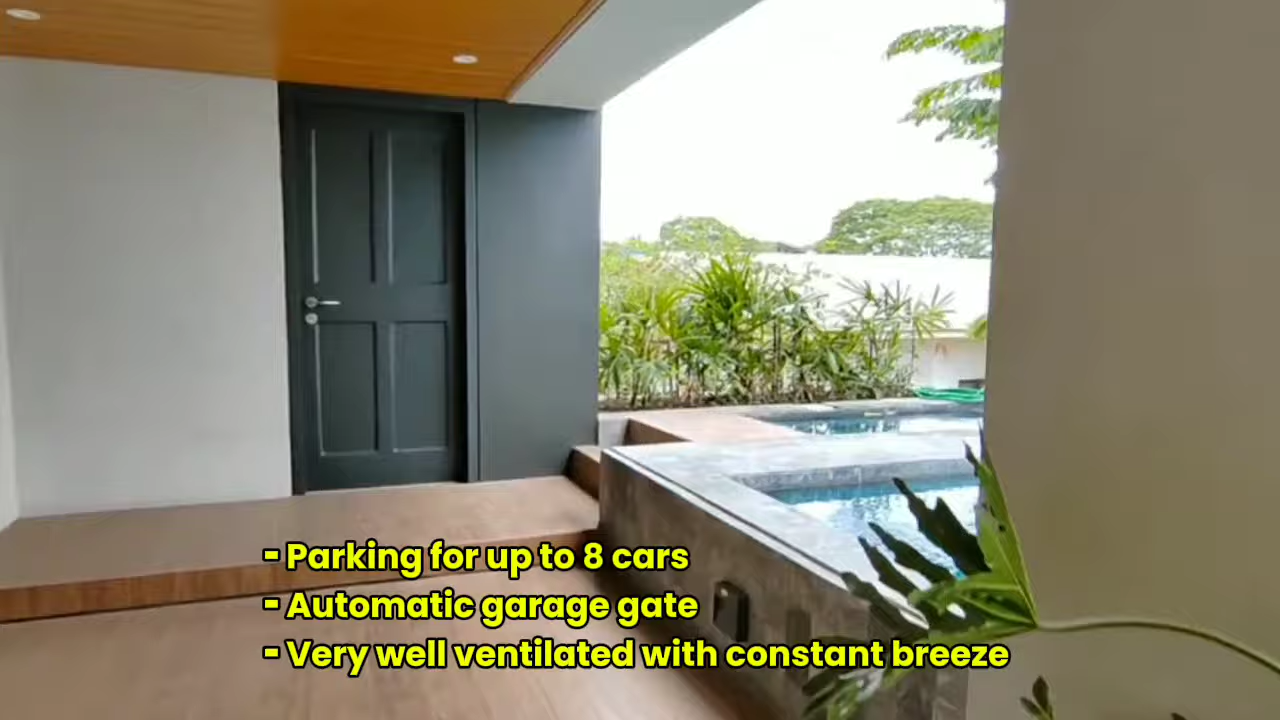 - Parking for up to 8 cars
- Automatic garage gate
- Very well ventilated with constant breeze